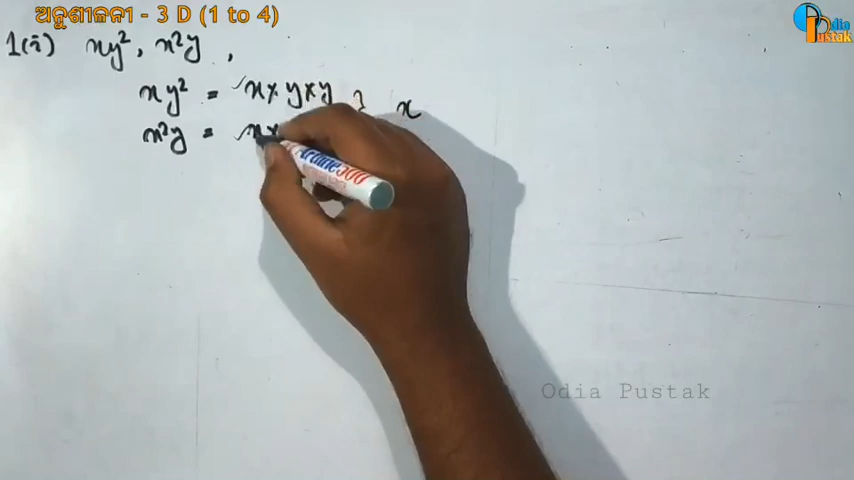 ଅନୁଶୀଳନୀ - 3 D (1 to 4)
Odia Pustak
1(i) xy², x²y,
xy² = x × y × y x
x²y = x ×
Odia Pustak